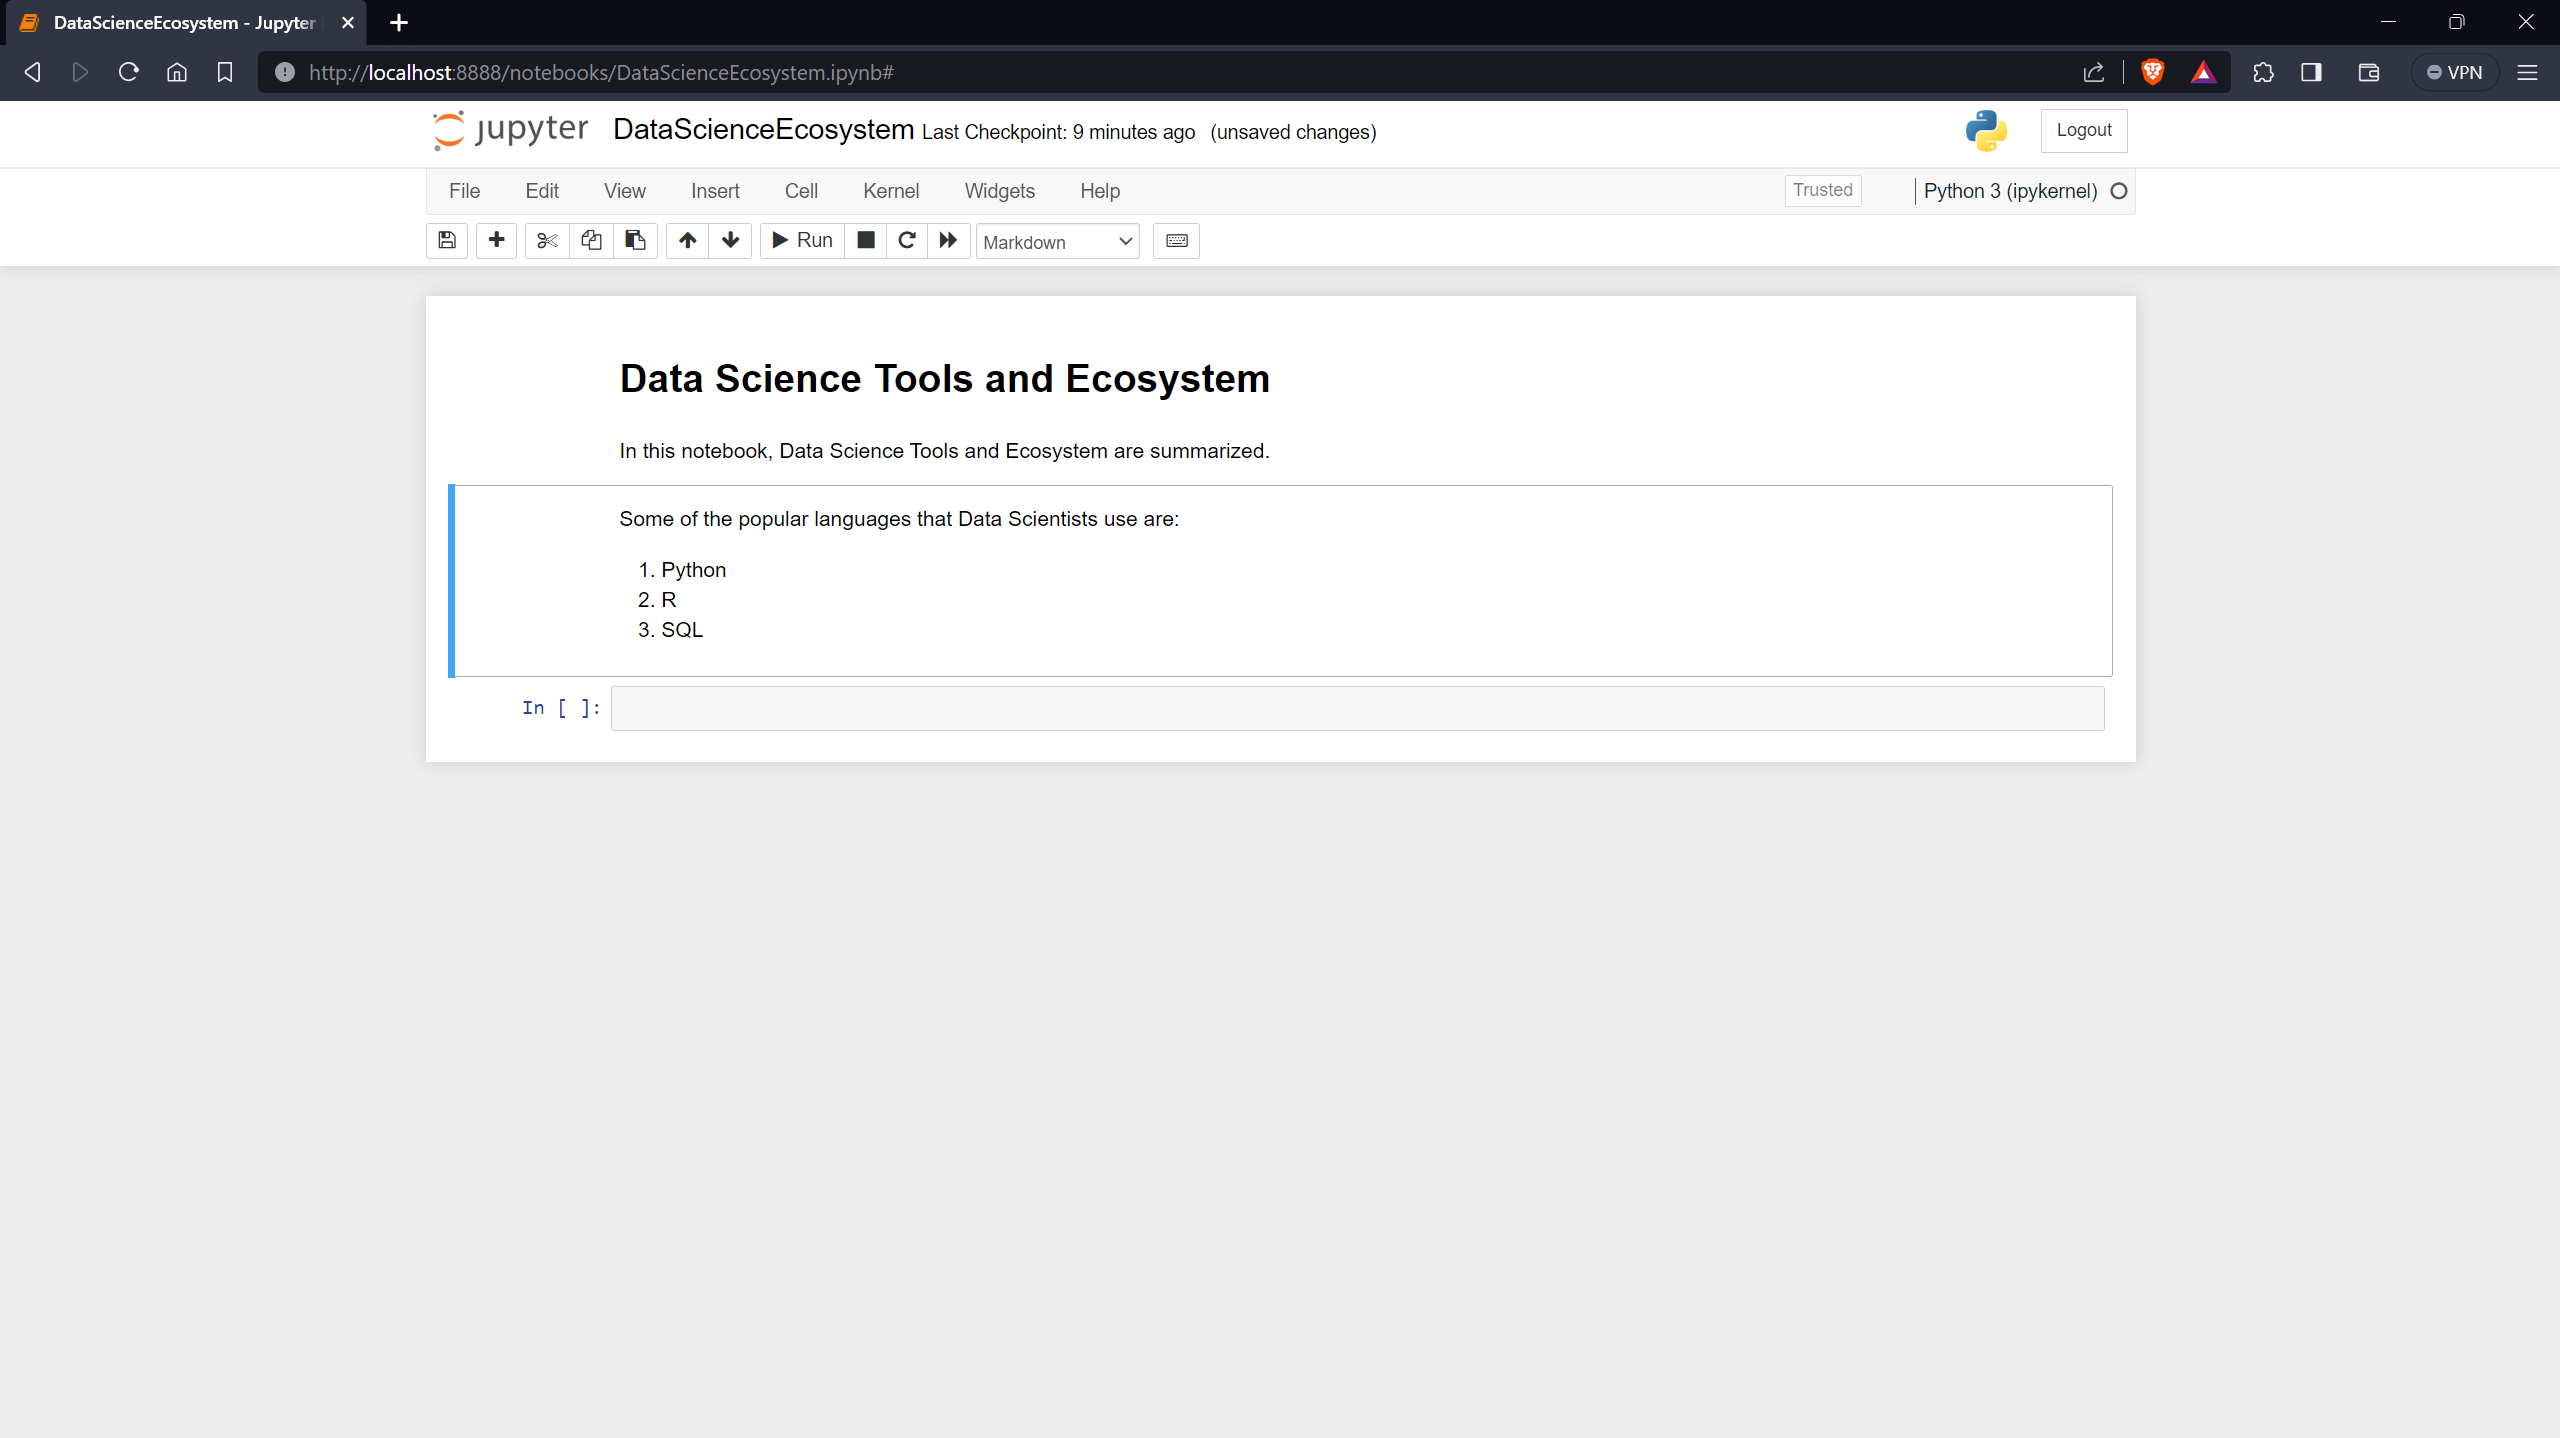 DataScienceEcosystem - Jupyter
http://localhost:8888/notebooks/DataScienceEcosystem.ipynb#
VPN
jupyter DataScienceEcosystem Last Checkpoint: 9 minutes ago (unsaved changes)
Logout
File Edit View Insert Cell Kernel Widgets Help Trusted Python 3 (ipykernel)
Run Markdown
Data Science Tools and Ecosystem
In this notebook, Data Science Tools and Ecosystem are summarized.
Some of the popular languages that Data Scientists use are:
1. Python
2. R
3. SQL
In [ ]: